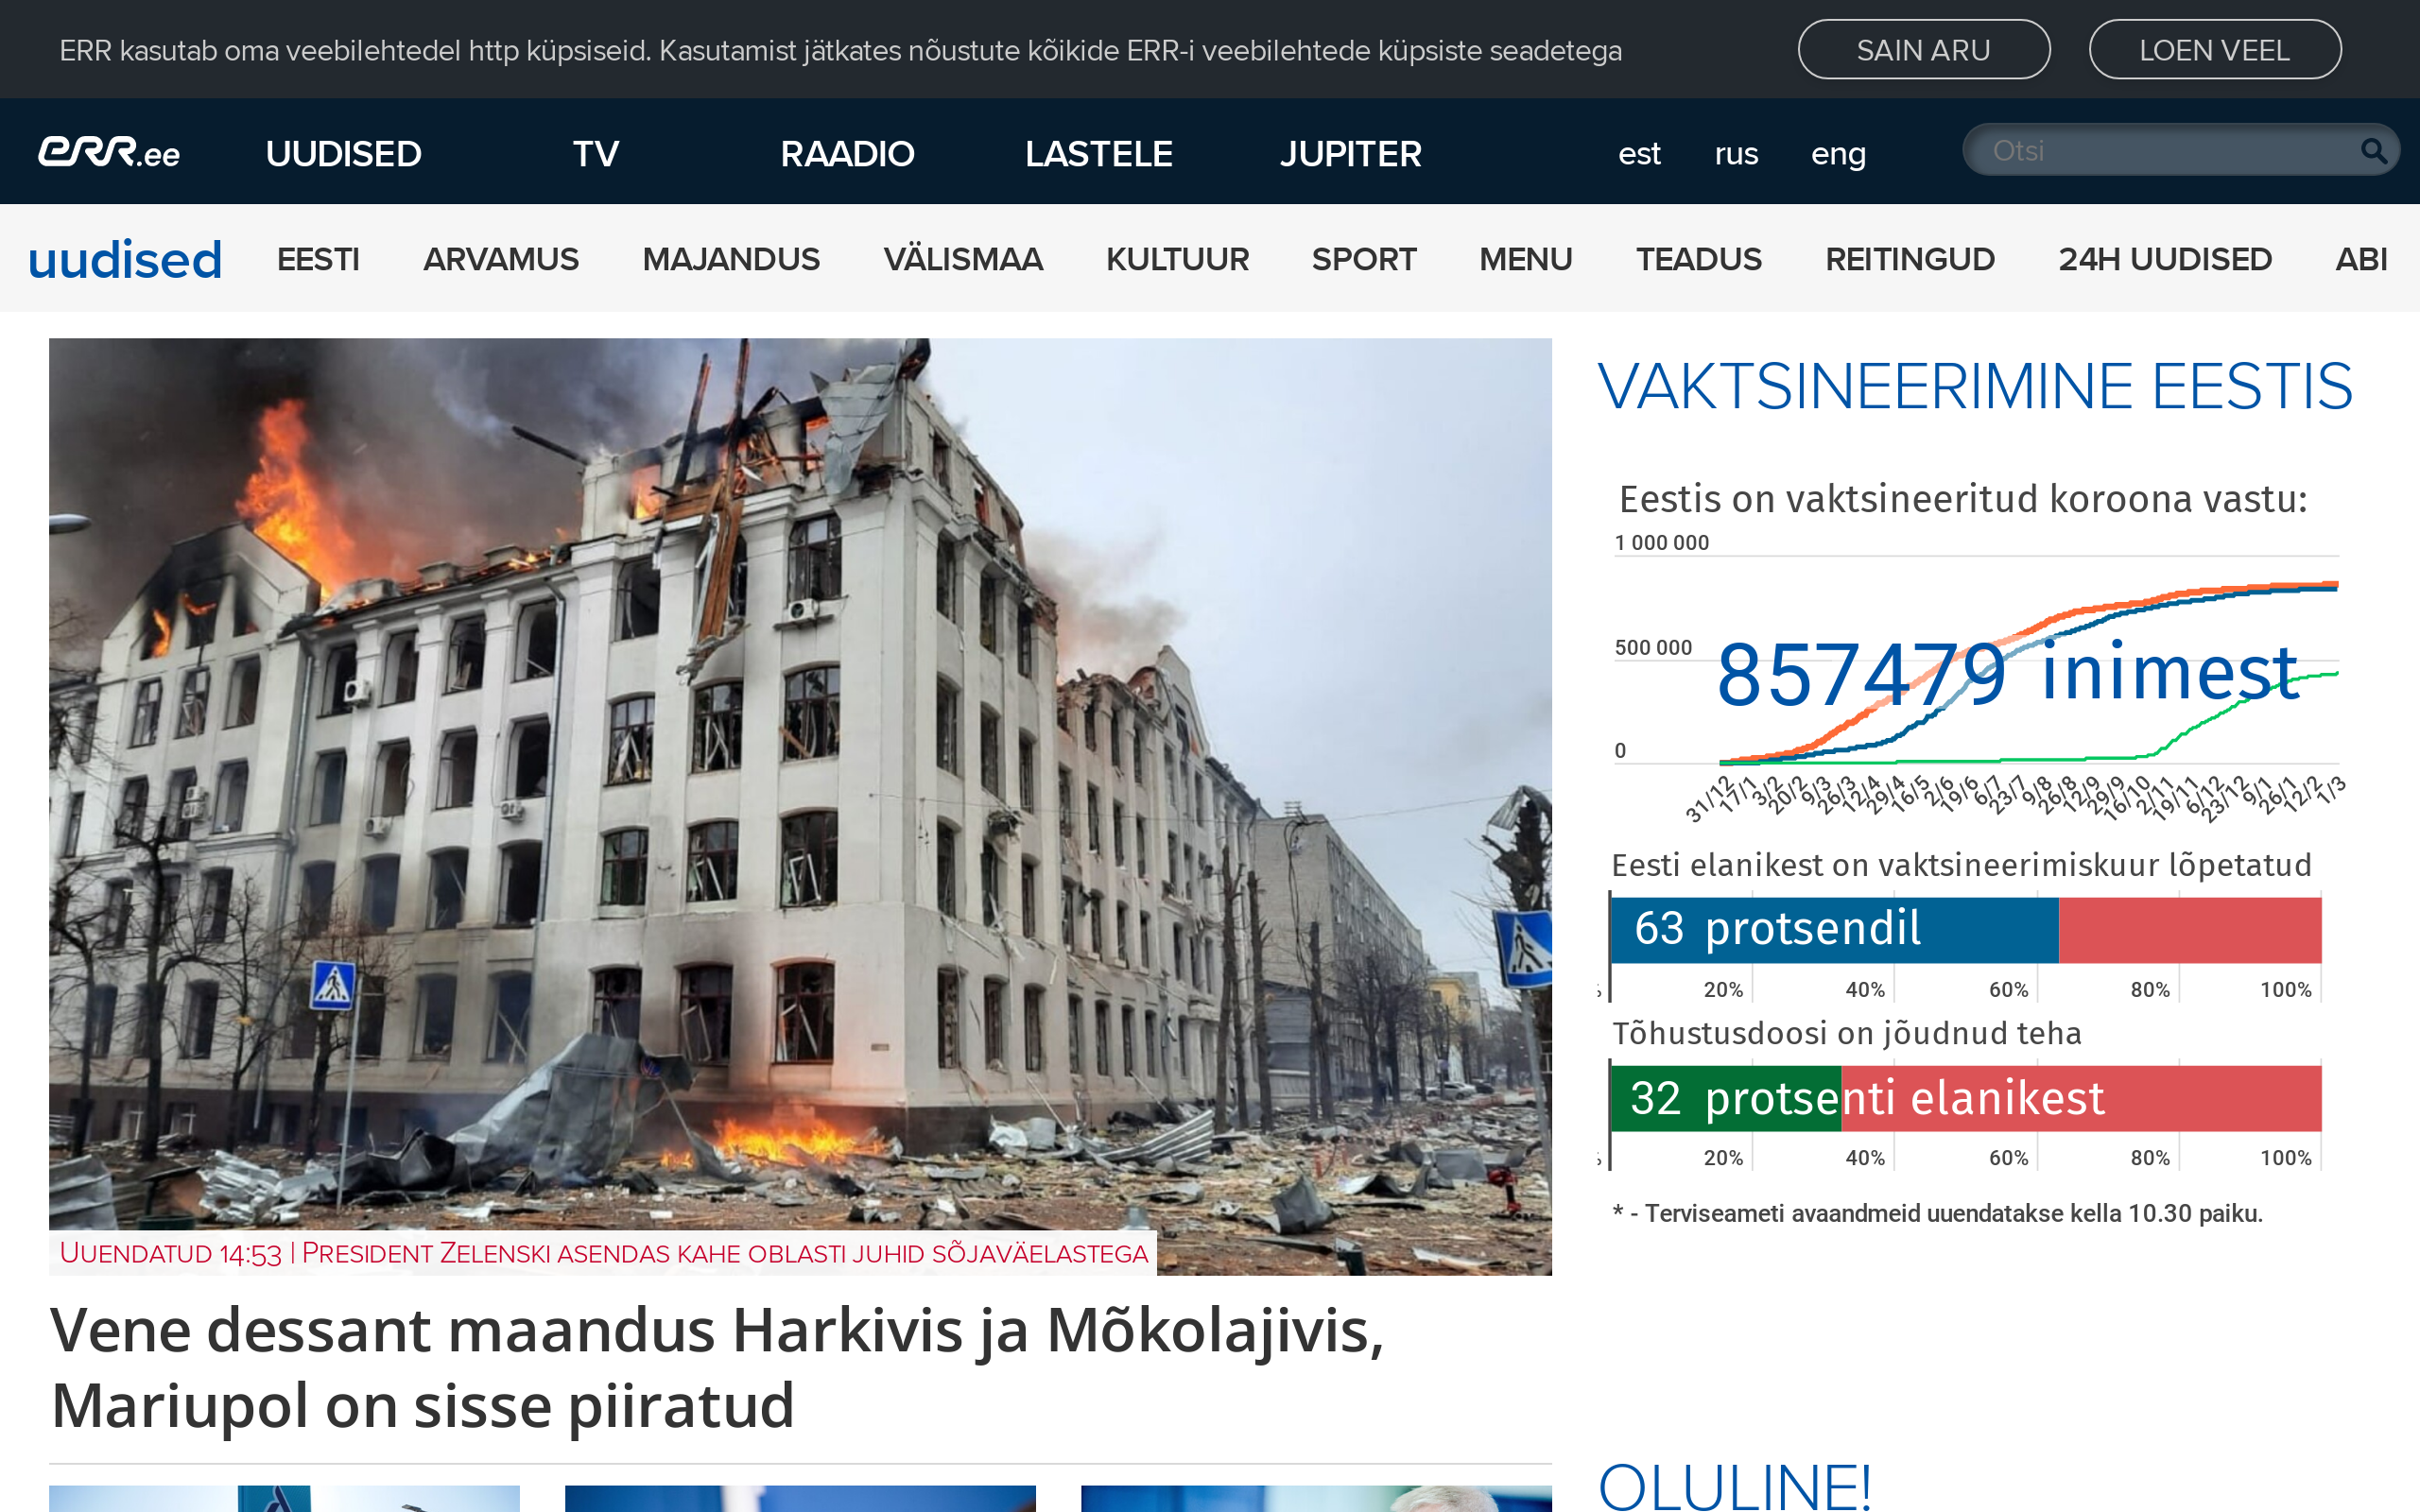 ERR kasutab oma veebilehtedel http küpsiseid. Kasutamist jätkates nõustute kõikide ERR-i veebilehtede küpsiste seadetega
SAIN ARU
LOEN VEEL
err.ee
UUDISED
TV
RAADIO
LASTELE
JUPITER
est
rus
eng
Otsi
uudised
EESTI
ARVAMUS
MAJANDUS
VÄLISMAA
KULTUUR
SPORT
MENU
TEADUS
REITINGUD
24H UUDISED
ABI
Uuendatud 14:53 | President Zelenski asendas kahe oblasti juhid sõjaväelastega
Vene dessant maandus Harkivis ja Mõkolajivis,
Mariupol on sisse piiratud
VAKTSINEERIMINE EESTIS
Eestis on vaktsineeritud koroona vastu:
1 000 000
500 000
857479 inimest
0
31/12 17/1 3/2 20/2 9/3 26/3 12/4 29/4 16/5 2/6 19/6 6/7 23/7 9/8 26/8 12/9 29/9 16/10 2/11 19/11 6/12 23/12 9/1 26/1 12/2 1/3
Eesti elanikest on vaktsineerimiskuur lõpetatud
63 protsendil
20% 40% 60% 80% 100%
Tõhustusdoosi on jõudnud teha
32 protsenti elanikest
20% 40% 60% 80% 100%
* - Terviseameti avaandmeid uuendatakse kella 10.30 paiku.
OLULINE!